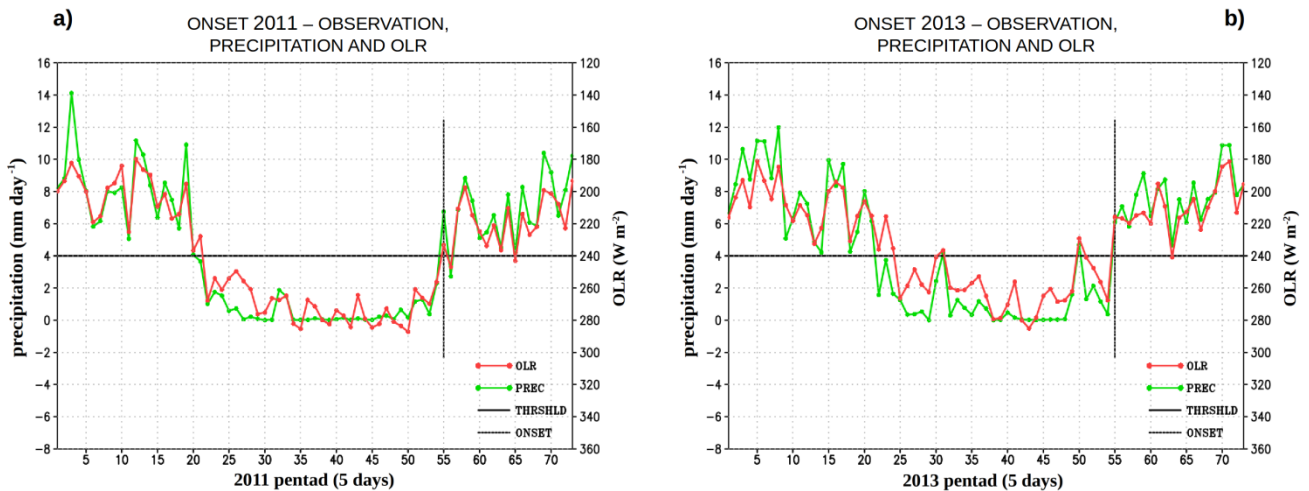 a)
ONSET 2011 – OBSERVATION,
PRECIPITATION AND OLR
16
14
12
10
8
6
4
2
0
−2
−4
−6
−8
precipitation (mm day -1)
120
140
160
180
200
220
240
260
280
300
320
340
360
OLR (W m-2)
OLR
PREC
THRSHLD
ONSET
5 10 15 20 25 30 35 40 45 50 55 60 65 70
2011 pentad (5 days)
b)
ONSET 2013 – OBSERVATION,
PRECIPITATION AND OLR
16
14
12
10
8
6
4
2
0
−2
−4
−6
−8
precipitation (mm day -1)
120
140
160
180
200
220
240
260
280
300
320
340
360
OLR (W m-2)
OLR
PREC
THRSHLD
ONSET
5 10 15 20 25 30 35 40 45 50 55 60 65 70
2013 pentad (5 days)